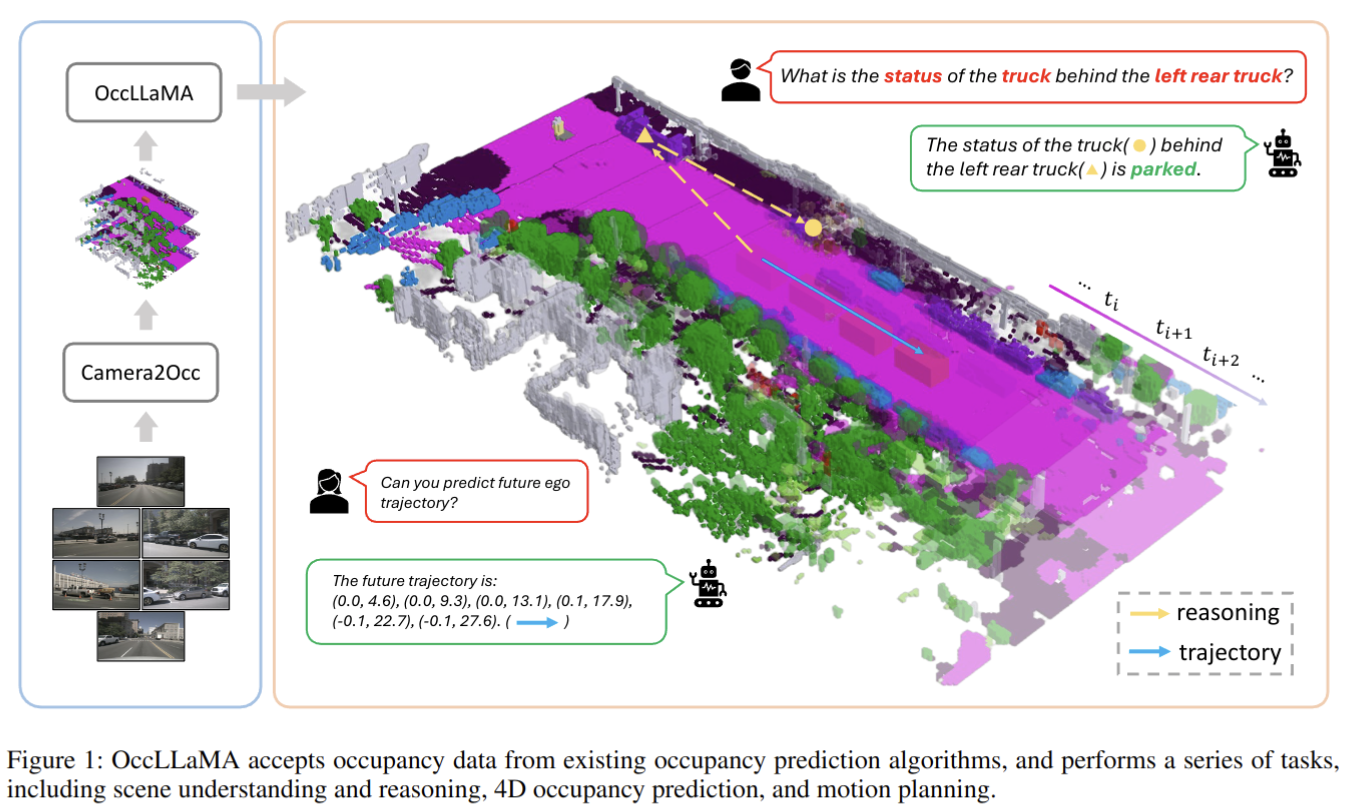 OccLLaMA
Camera2Occ
What is the status of the truck behind the left rear truck?
The status of the truck( ) behind
the left rear truck( ) is parked.
... t_i
t_{i+1}
t_{i+2} ...
Can you predict future ego
trajectory?
The future trajectory is:
(0.0, 4.6), (0.0, 9.3), (0.0, 13.1), (0.1, 17.9),
(-0.1, 22.7), (-0.1, 27.6). ( )
reasoning
trajectory
Figure 1: OccLLaMA accepts occupancy data from existing occupancy prediction algorithms, and performs a series of tasks,
including scene understanding and reasoning, 4D occupancy prediction, and motion planning.